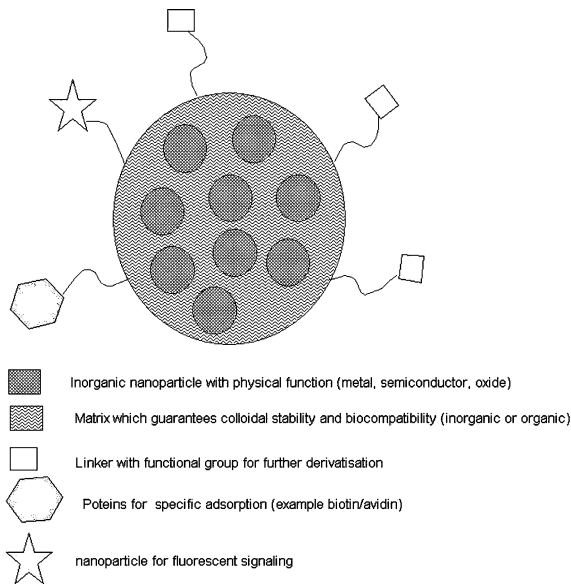 Inorganic nanoparticle with physical function (metal, semiconductor, oxide)
Matrix which guarantees colloidal stability and biocompatibility (inorganic or organic)
Linker with functional group for further derivatisation
Poteins for specific adsorption (example biotin/avidin)
nanoparticle for fluorescent signaling